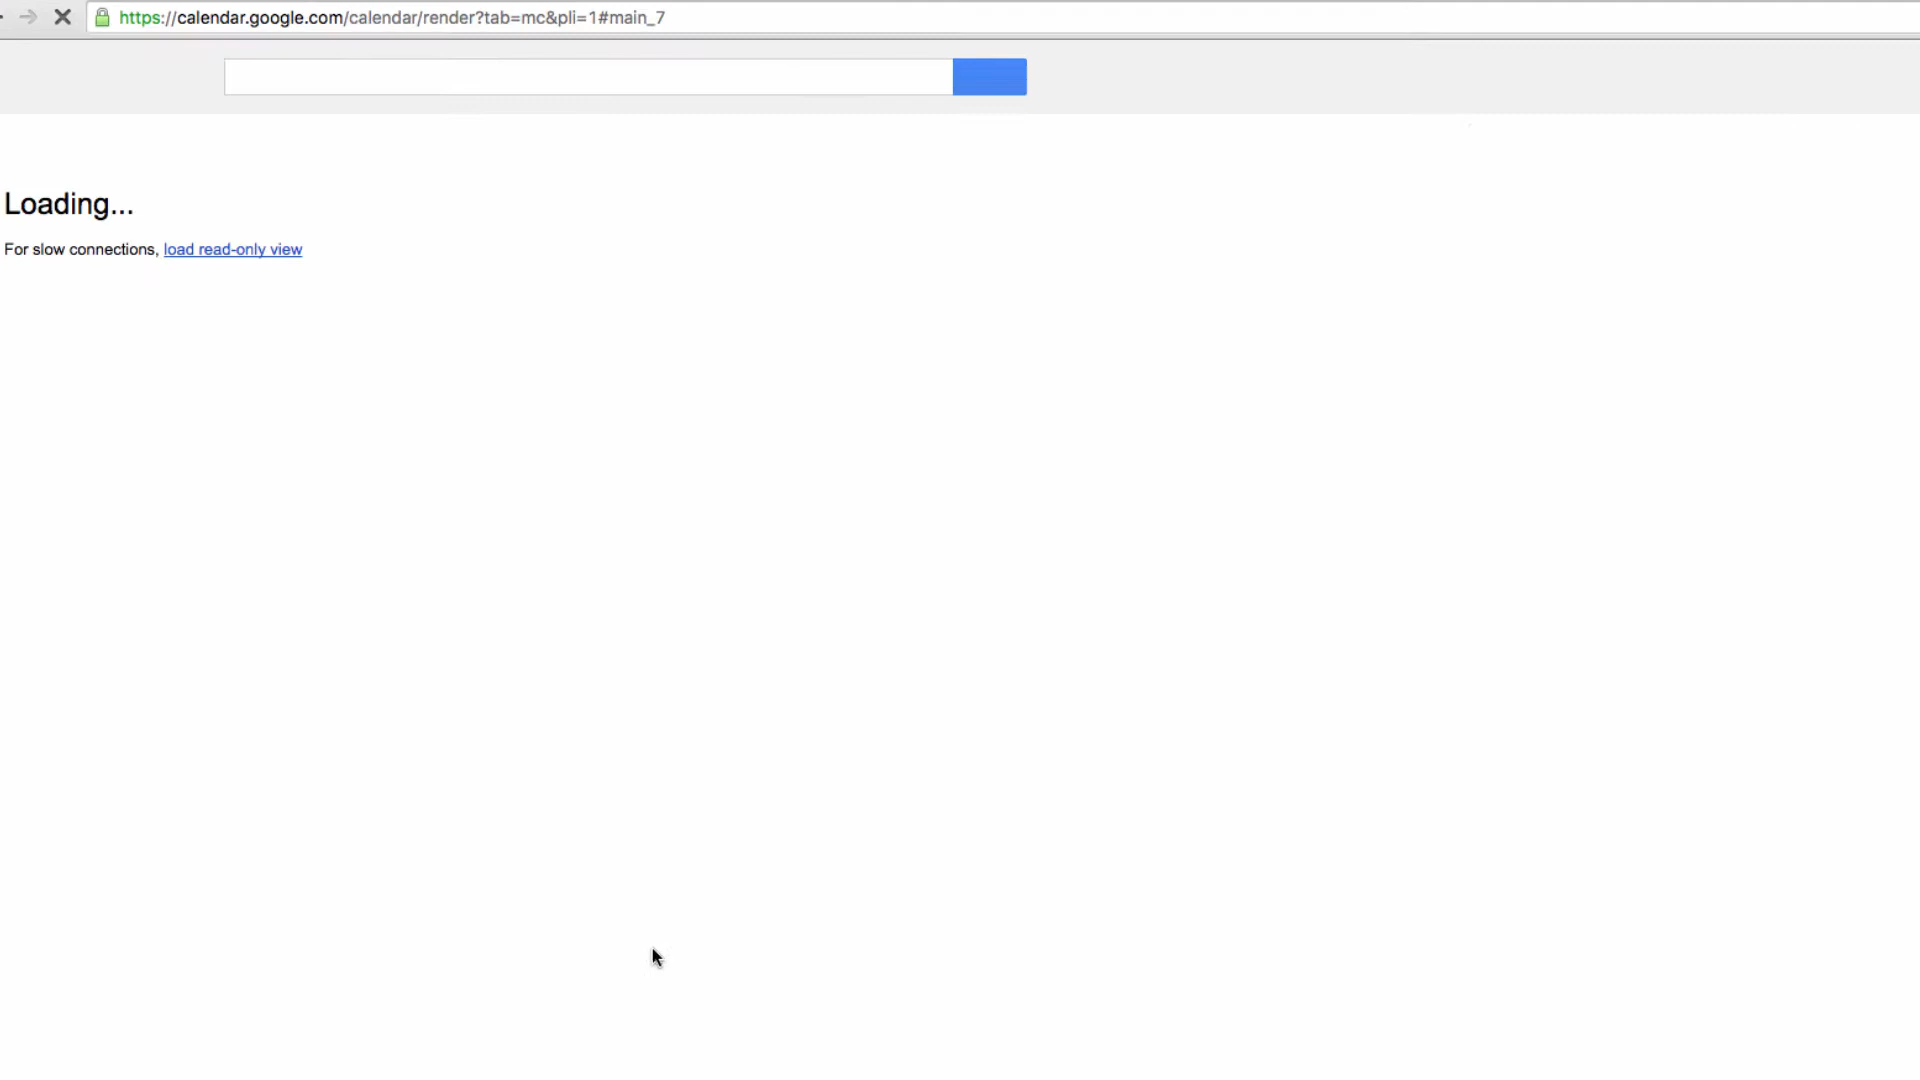 https://calendar.google.com/calendar/render?tab=mc&pli=1#main_7
Loading...
For slow connections, load read-only view